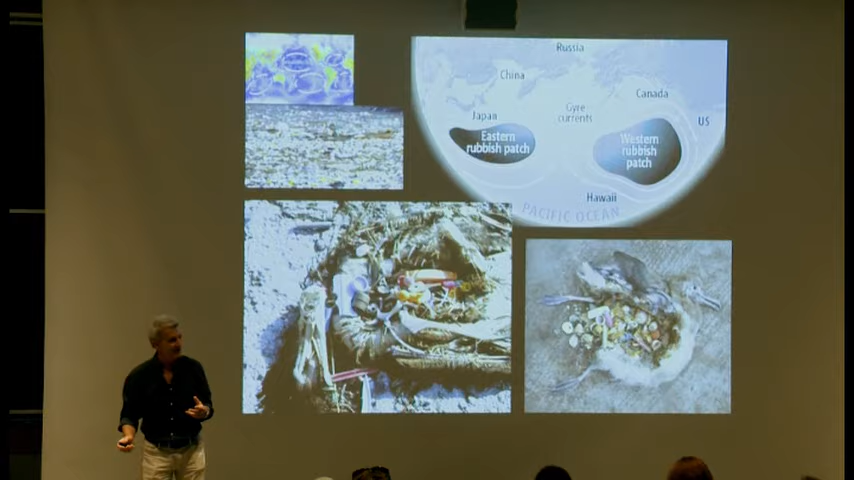 Russia
China
Canada
Gyre
currents
Japan
US
Eastern
rubbish patch
Western
rubbish
patch
Hawaii
PACIFIC OCEAN